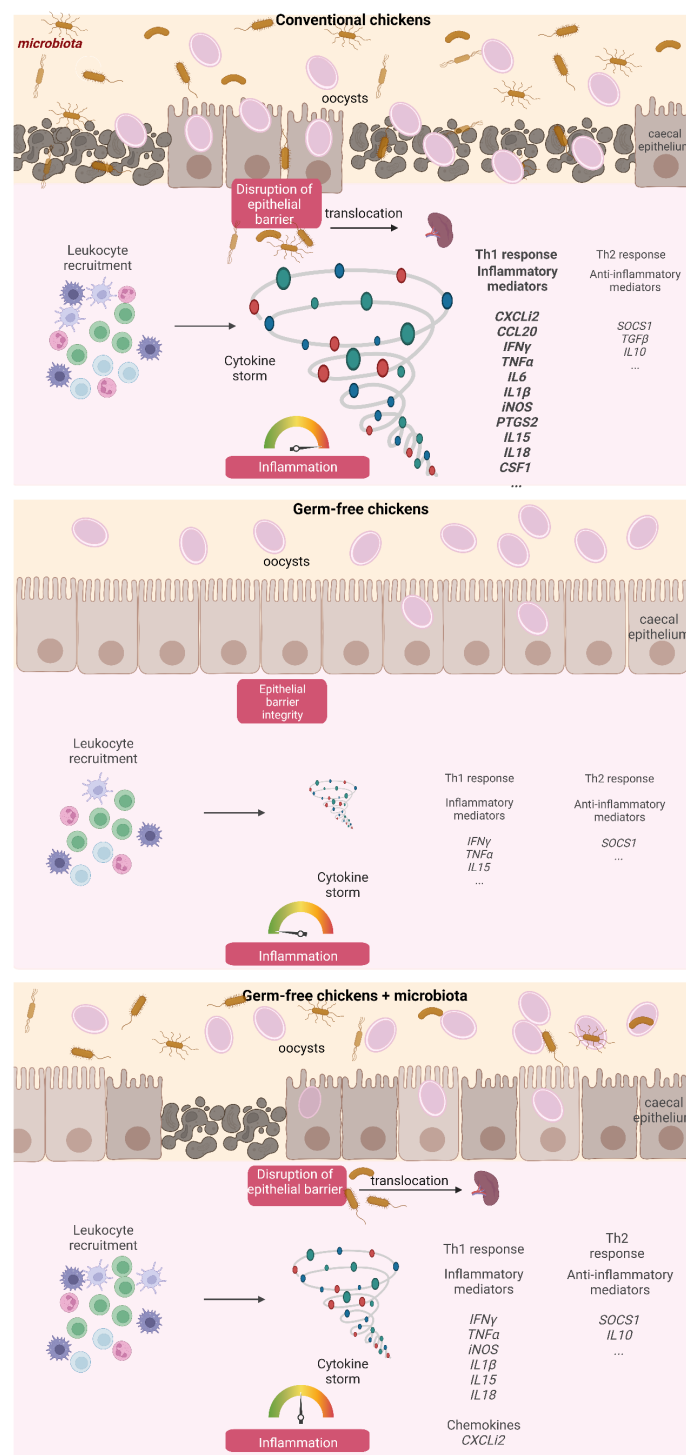 Conventional chickens
microbiota
oocysts
caecal
epithelium
Disruption of
epithelial
barrier
translocation
Leukocyte
recruitment
Th1 response
Inflammatory
mediators
Th2 response
Anti-inflammatory
mediators
CXCLi2
CCL20
IFNγ
TNFα
IL6
IL1β
iNOS
PTGS2
IL15
IL18
CSF1
...
SOCS1
TGFβ
IL10
...
Cytokine
storm
Inflammation
Germ-free chickens
oocysts
caecal
epithelium
Epithelial
barrier
integrity
Leukocyte
recruitment
Th1 response
Inflammatory
mediators
IFNγ
TNFα
IL15
...
Th2 response
Anti-inflammatory
mediators
SOCS1
...
Cytokine
storm
Inflammation
Germ-free chickens + microbiota
oocysts
caecal
epithelium
Disruption of
epithelial barrier
translocation
Leukocyte
recruitment
Th1 response
Inflammatory
mediators
IFNγ
TNFα
iNOS
IL1β
IL15
IL18
Chemokines
CXCLi2
Th2
response
Anti-inflammatory
mediators
SOCS1
IL10
...
Cytokine
storm
Inflammation